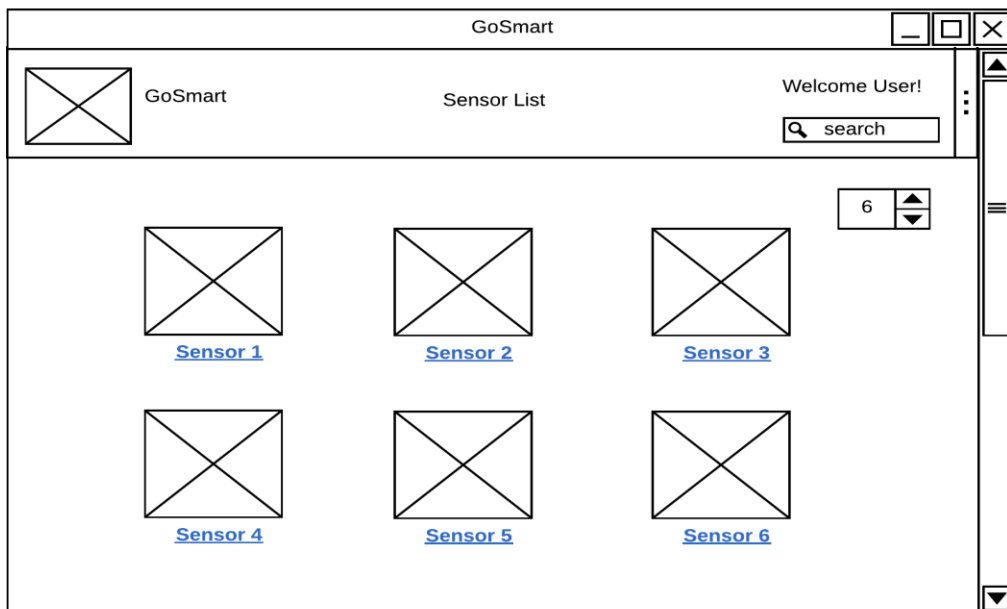 GoSmart
GoSmart
Sensor List
Welcome User!
search
6
Sensor 1
Sensor 2
Sensor 3
Sensor 4
Sensor 5
Sensor 6